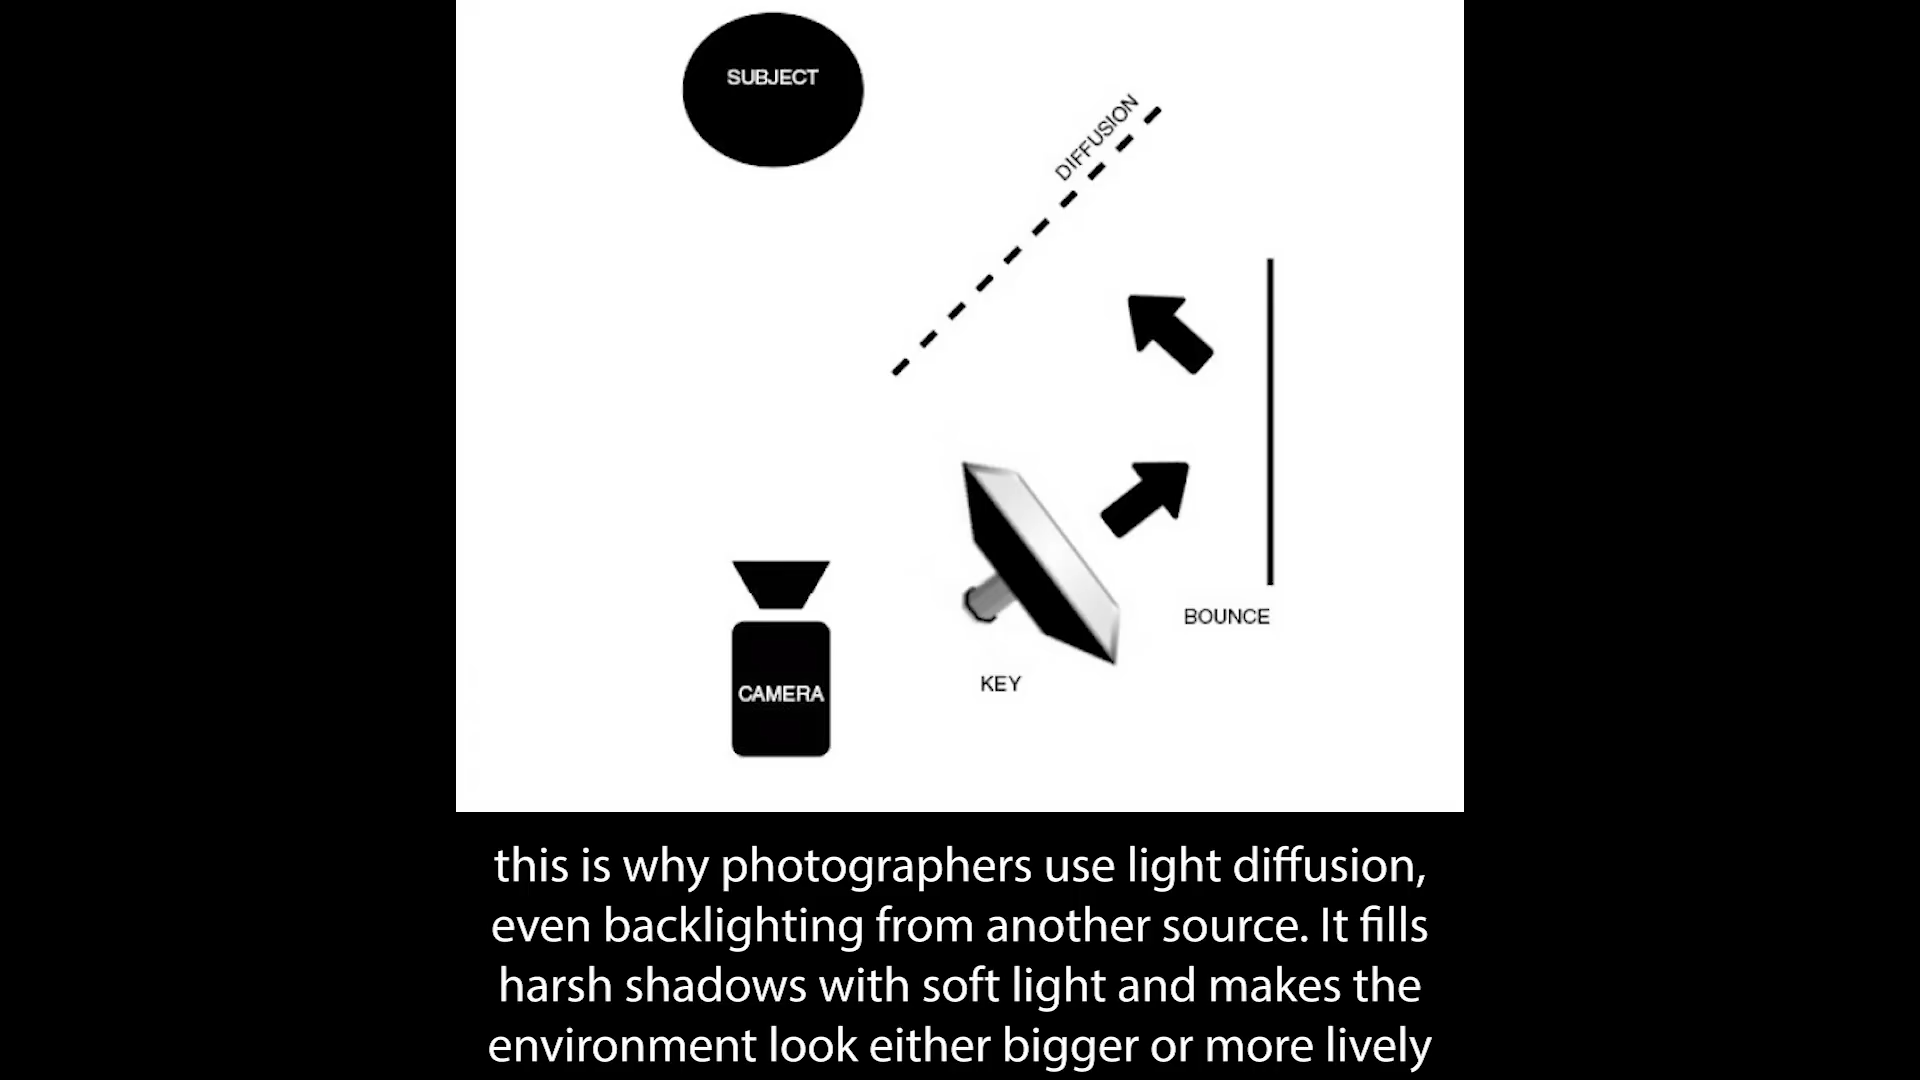 SUBJECT
DIFFUSION
BOUNCE
KEY
CAMERA
this is why photographers use light diffusion,
even backlighting from another source. It fills
harsh shadows with soft light and makes the
environment look either bigger or more lively